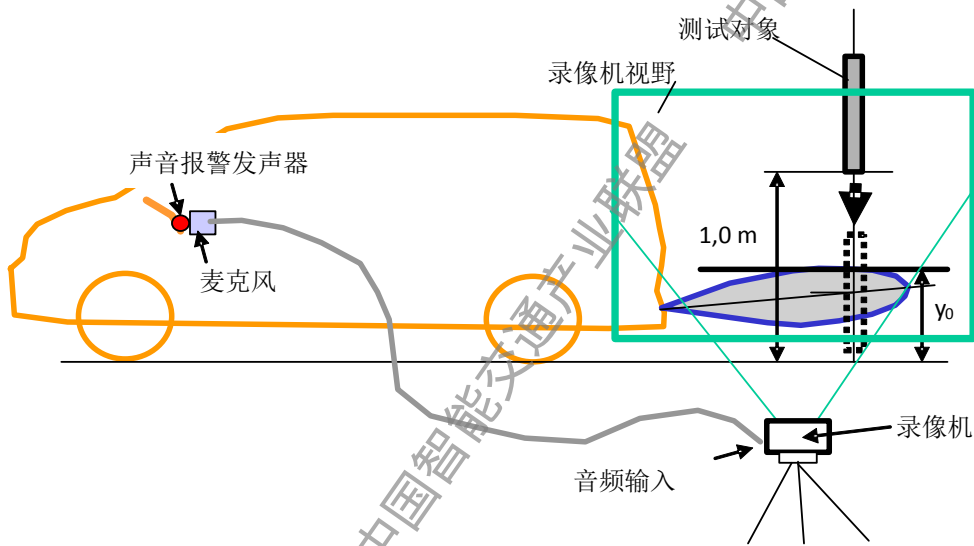 测试对象
录像机视野
声音报警发声器
麦克风
1,0 m
y₀
录像机
音频输入
中国智能交通产业联盟
中国